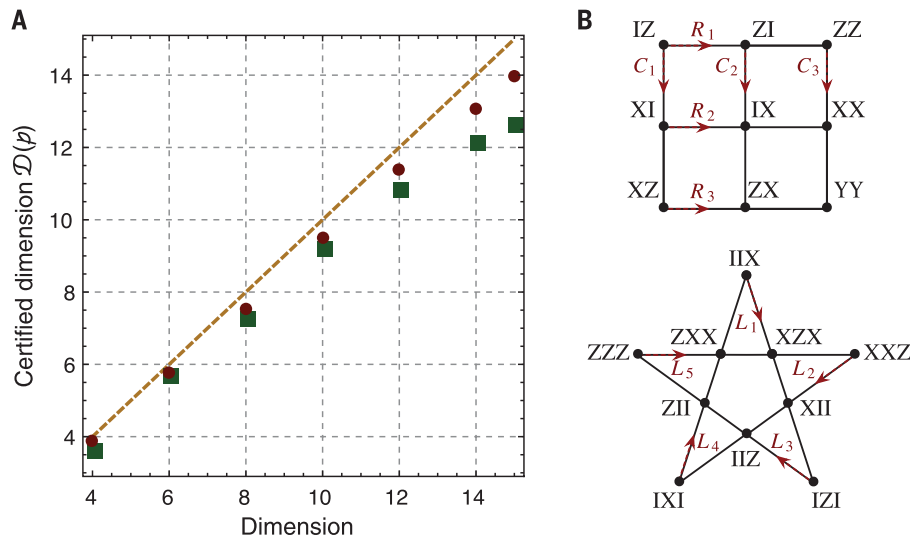 A
14
12
10
8
6
4
Certified dimension 𝒟(p)
4 6 8 10 12 14
Dimension
B
IZ R₁ ZI ZZ
C₁ C₂ C₃
XI R₂ IX XX
XZ R₃ ZX YY
IIX
L₁
ZZZ ZXX XZX XXZ
L₅ L₂
ZII XII
IIZ
L₄ L₃
IXI IZI